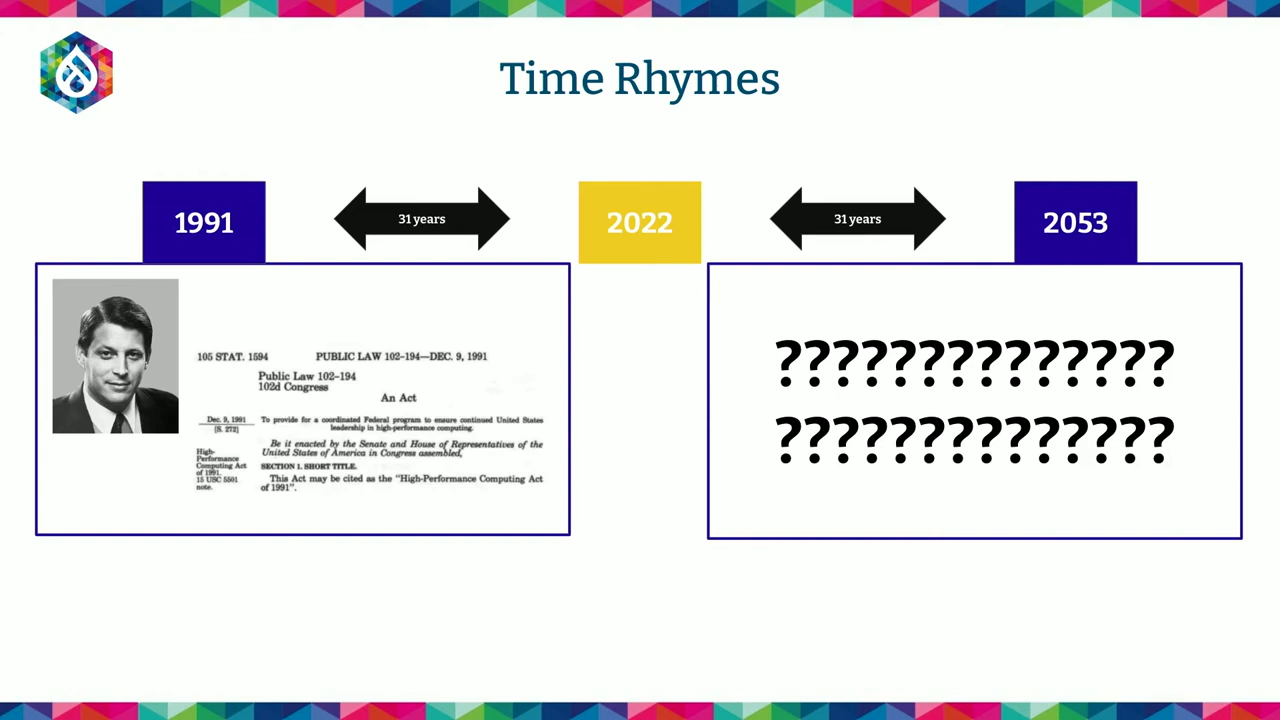 Time Rhymes
1991
31 years
2022
31 years
2053
105 STAT. 1594 PUBLIC LAW 102-194—DEC. 9, 1991
Public Law 102-194
102d Congress
An Act
Dec. 9, 1991
[S. 272]
To provide for a coordinated Federal program to ensure continued United States
leadership in high-performance computing.
Be it enacted by the Senate and House of Representatives of the
United States of America in Congress assembled,
High-
Performance
Computing Act
of 1991.
15 USC 5501
note.
SECTION 1. SHORT TITLE.
This Act may be cited as the "High-Performance Computing Act
of 1991".
??????????????
??????????????